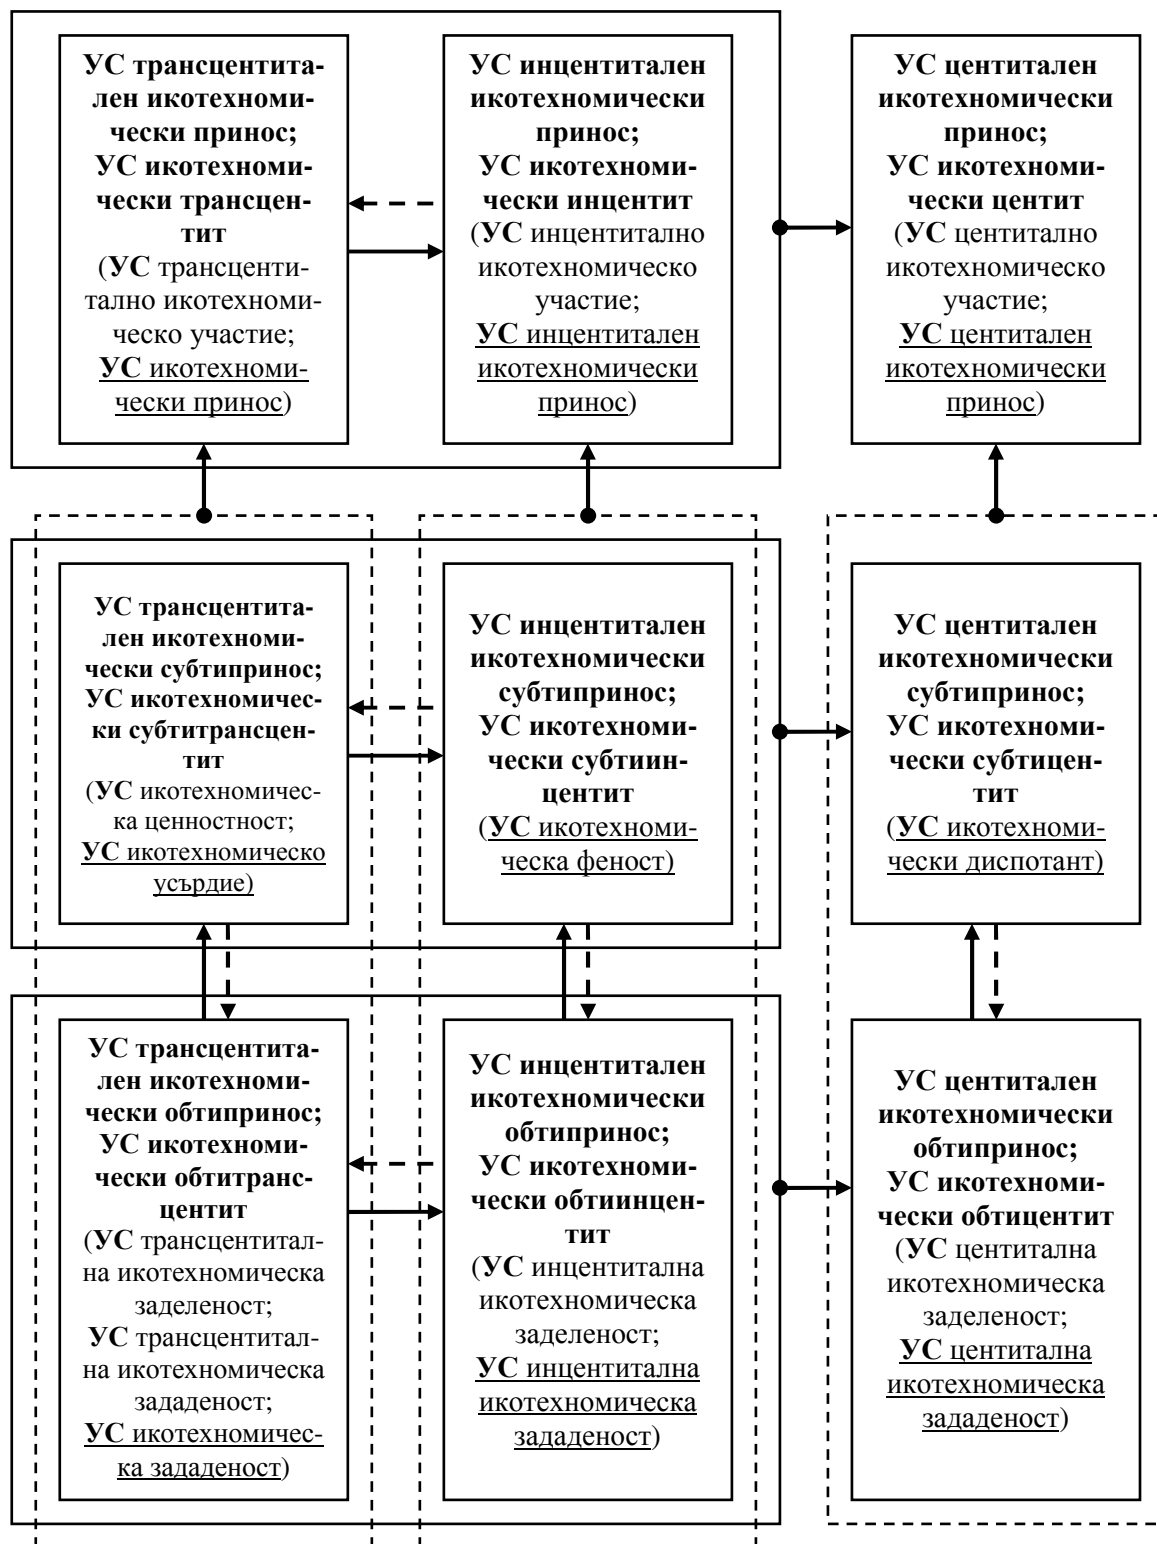 УС трансцентита-
лен икотехноми-
чески принос;
УС икотехноми-
чески трансцен-
тит
(УС трансценти-
тално икотехноми-
ческо участие;
УС икотехноми-
чески принос)
УС инцентитален
икотехномически
принос;
УС икотехноми-
чески инцентит
(УС инцентитално
икотехномическо
участие;
УС инцентитален
икотехномически
принос)
УС центитален
икотехномически
принос;
УС икотехноми-
чески центит
(УС центитално
икотехномическо
участие;
УС центитален
икотехномически
принос)
УС трансцентита-
лен икотехноми-
чески субтипринос;
УС икотехномичес-
ки субтитрансцен-
тит
(УС икотехномичес-
ка ценностност;
УС икотехномическо
усърдие)
УС инцентитален
икотехномически
субтипринос;
УС икотехноми-
чески субтиин-
центит
(УС икотехноми-
ческа феност)
УС центитален
икотехномически
субтипринос;
УС икотехноми-
чески субтицен-
тит
(УС икотехноми-
чески диспотант)
УС трансцентита-
лен икотехноми-
чески обтипринос;
УС икотехноми-
чески обтитранс-
центит
(УС трансцентитал-
на икотехномическа
заделеност;
УС трансцентитал-
на икотехномическа
зададеност;
УС икотехномичес-
ка зададеност)
УС инцентитален
икотехномически
обтипринос;
УС икотехноми-
чески обтиинцен-
тит
(УС инцентитална
икотехномическа
заделеност;
УС инцентитална
икотехномическа
зададеност)
УС центитален
икотехномически
обтипринос;
УС икотехноми-
чески обтицентит
(УС центитална
икотехномическа
заделеност;
УС центитална
икотехномическа
зададеност)